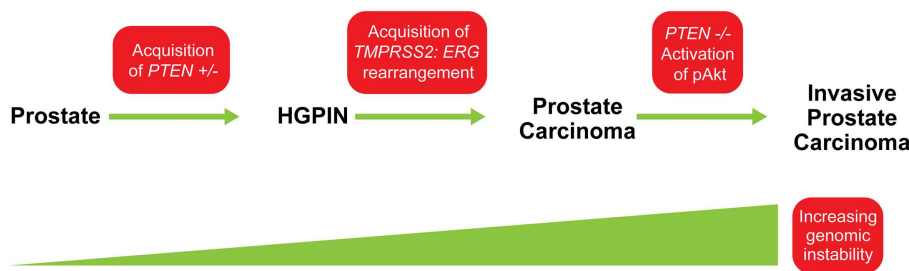 Acquisition
of PTEN +/-
Acquisition of
TMPRSS2: ERG
rearrangement
PTEN -/-
Activation
of pAkt
Prostate
HGPIN
Prostate
Carcinoma
Invasive
Prostate
Carcinoma
Increasing
genomic
instability